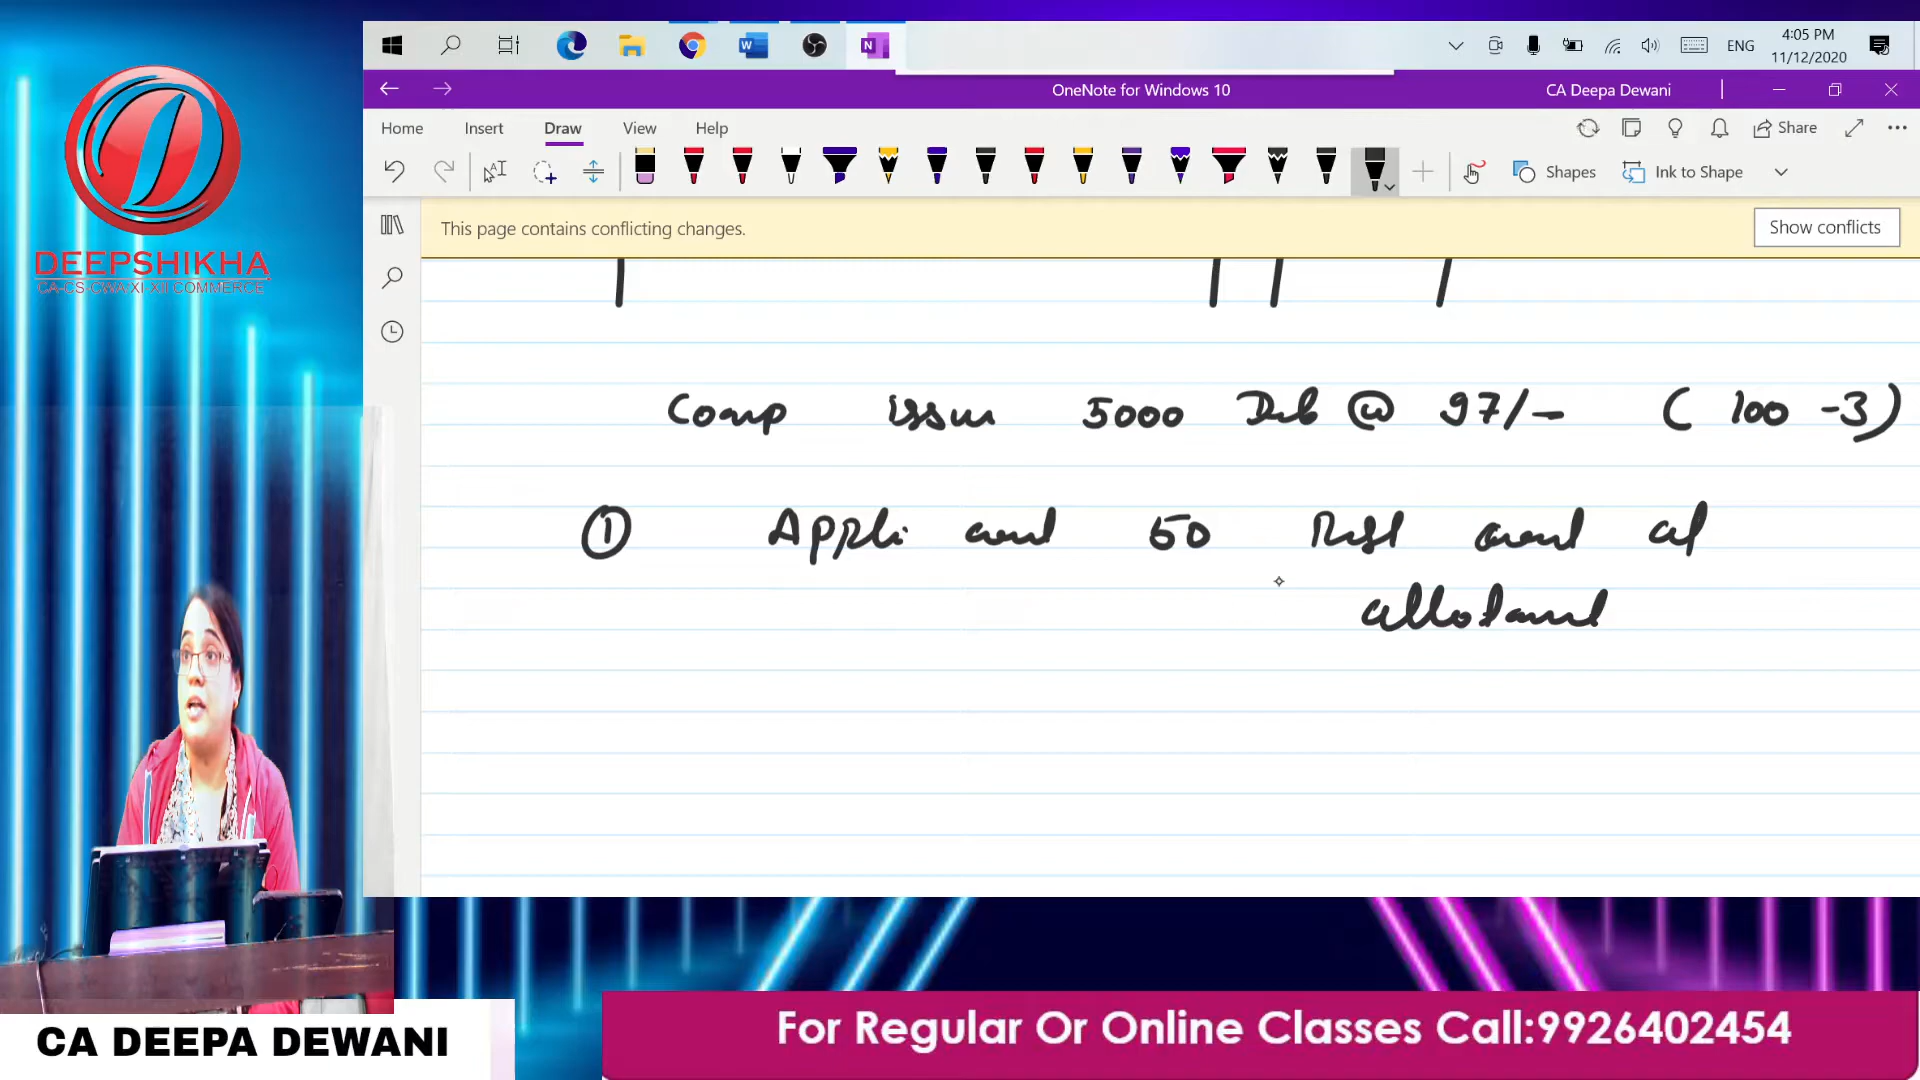 4:05 PM
ENG
11/12/2020
OneNote for Windows 10
CA Deepa Dewani
Home Insert Draw View Help
Share
Shapes
Ink to Shape
This page contains conflicting changes.
Show conflicts
Comp issue 5000 Deb @ 97/- ( 100 -3)
① Appli amt 50 Rest amt at
allotment
DEEPSHIKHA
CA-CS-CWA/XI-XII COMMERCE
CA DEEPA DEWANI
For Regular Or Online Classes Call:9926402454